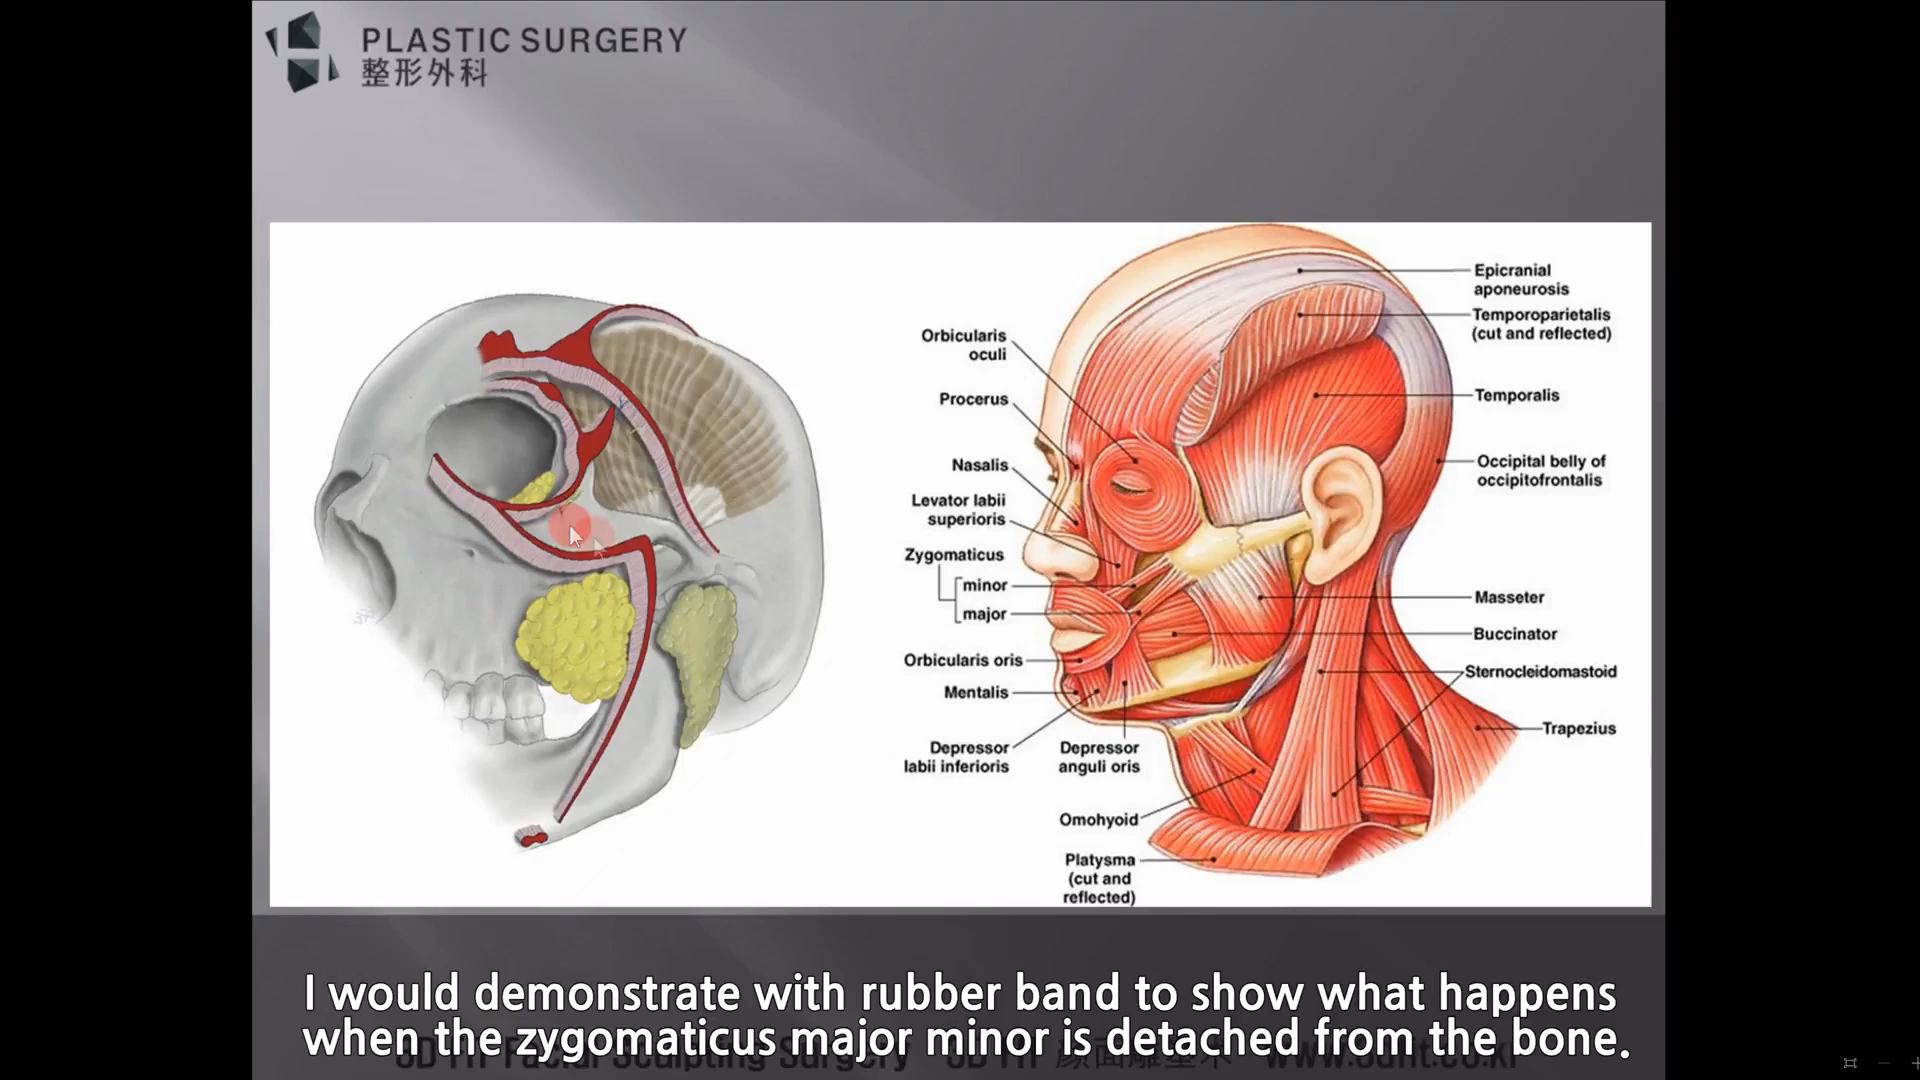 PLASTIC SURGERY
整形外科
Orbicularis
oculi
Procerus
Nasalis
Levator labii
superioris
Zygomaticus
minor
major
Orbicularis oris
Mentalis
Depressor
labii inferioris
Depressor
anguli oris
Omohyoid
Platysma
(cut and
reflected)
Epicranial
aponeurosis
Temporoparietalis
(cut and reflected)
Temporalis
Occipital belly of
occipitofrontalis
Masseter
Buccinator
Sternocleidomastoid
Trapezius
I would demonstrate with rubber band to show what happens
when the zygomaticus major minor is detached from the bone.